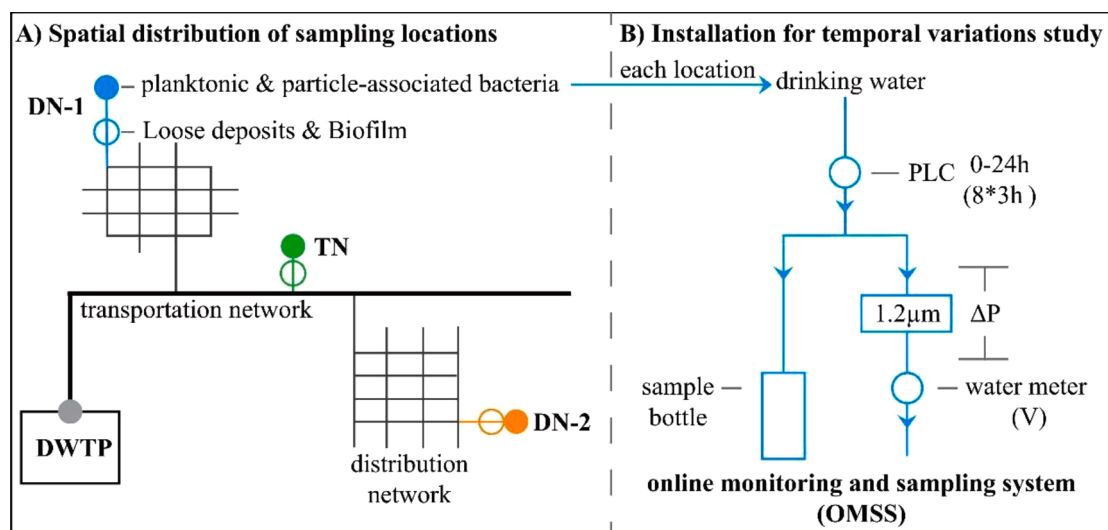 A) Spatial distribution of sampling locations
planktonic & particle-associated bacteria
DN-1
Loose deposits & Biofilm
TN
transportation network
DWTP
DN-2
distribution
network
B) Installation for temporal variations study
each location
drinking water
PLC
0-24h
(8*3h )
1.2μm
ΔP
sample
bottle
water meter
(V)
online monitoring and sampling system
(OMSS)